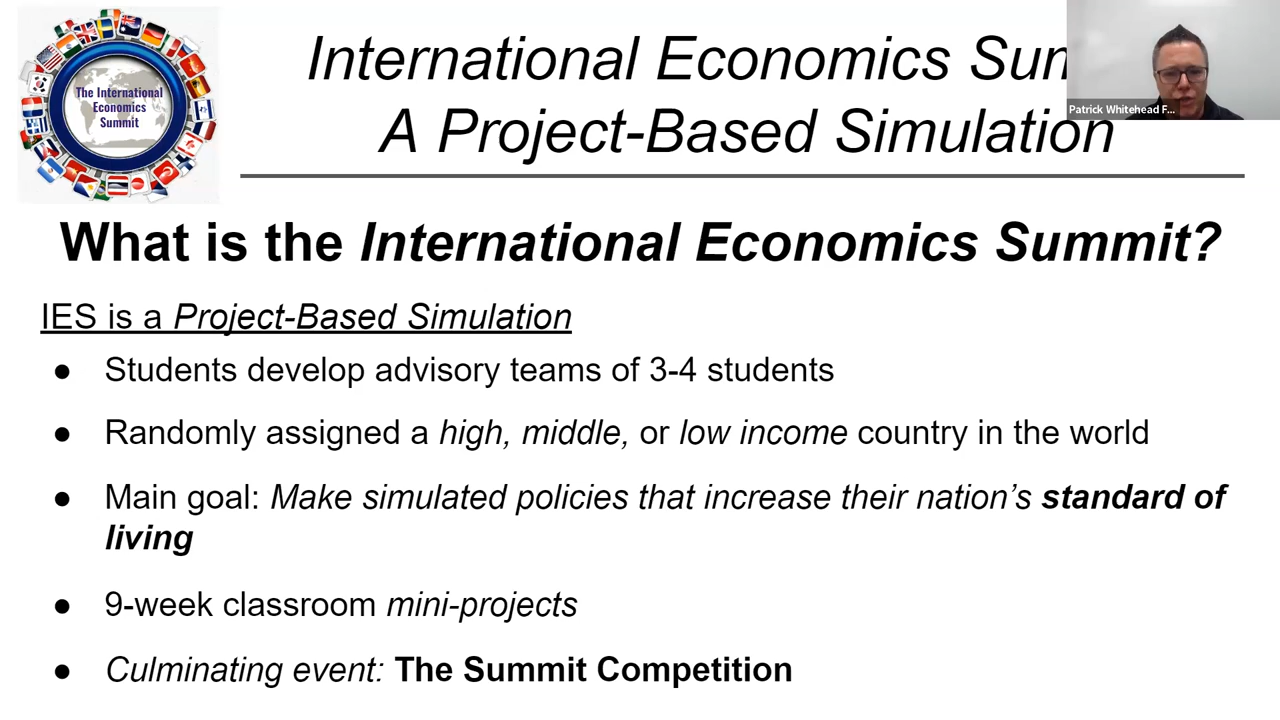 The International
Economics
Summit
International Economics Sum
A Project-Based Simulation
Patrick Whitehead F...
What is the International Economics Summit?
IES is a Project-Based Simulation
● Students develop advisory teams of 3-4 students
● Randomly assigned a high, middle, or low income country in the world
● Main goal: Make simulated policies that increase their nation’s standard of
living
● 9-week classroom mini-projects
● Culminating event: The Summit Competition